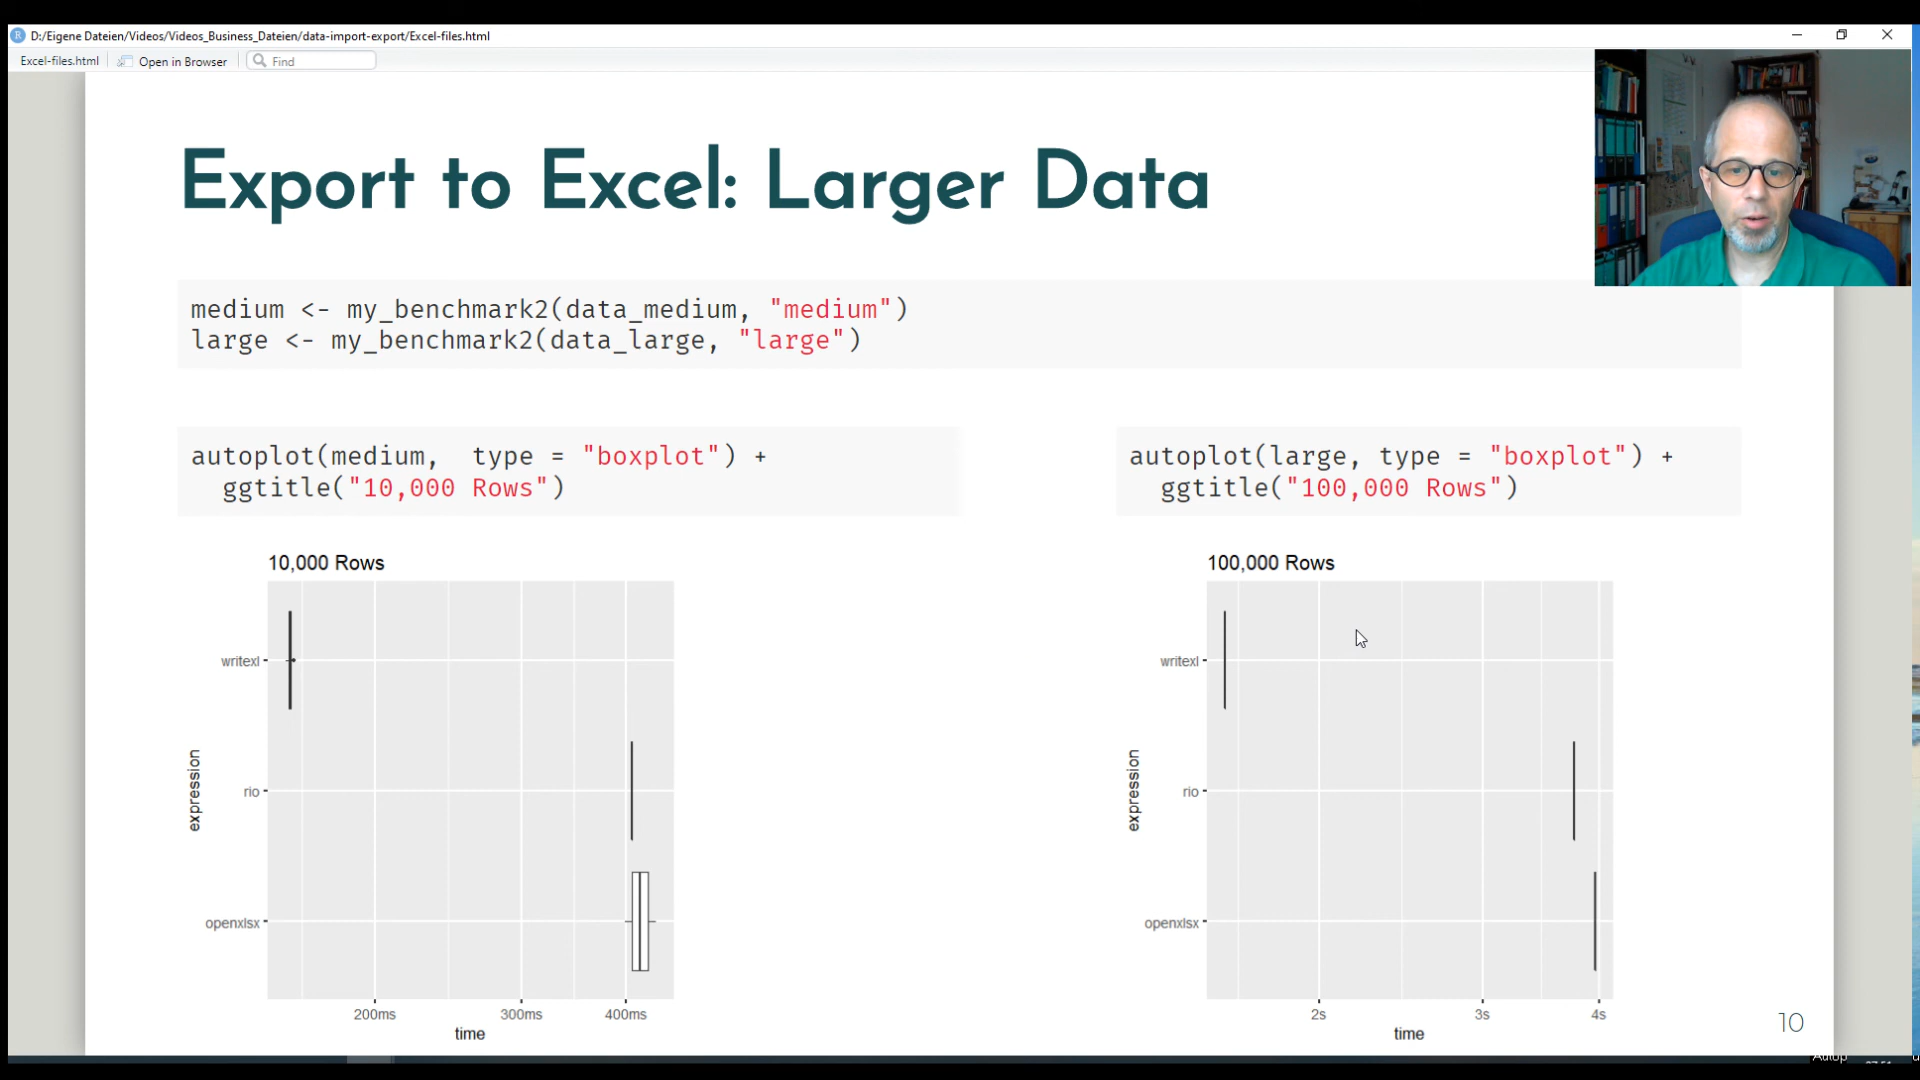 D:/Eigene Dateien/Videos/Videos_Business_Dateien/data-import-export/Excel-files.html
Excel-files.html
Open in Browser
Find
Export to Excel: Larger Data
medium <- my_benchmark2(data_medium, "medium")
large <- my_benchmark2(data_large, "large")
autoplot(medium,  type = "boxplot") +
  ggtitle("10,000 Rows")
10,000 Rows
writexl
rio
openxlsx
expression
200ms 300ms 400ms
time
autoplot(large, type = "boxplot") +
  ggtitle("100,000 Rows")
100,000 Rows
writexl
rio
openxlsx
expression
2s 3s 4s
time
10